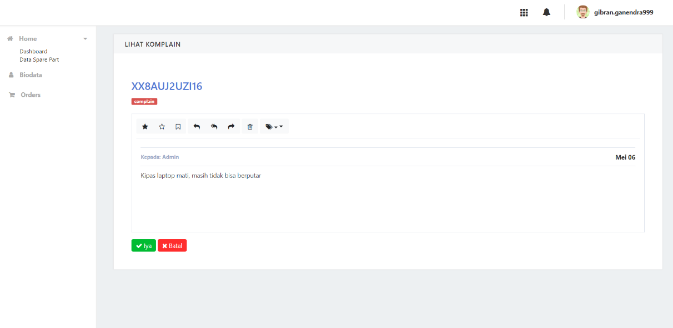 gibran.ganendra999
Home
Dashboard
Data Spare Part
Biodata
Orders
LIHAT KOMPLAIN
XX8AUJ2UZI16
complain
Kepada: Admin
Mei 06
Kipas laptop mati, masih tidak bisa berputar
Iya
Batal